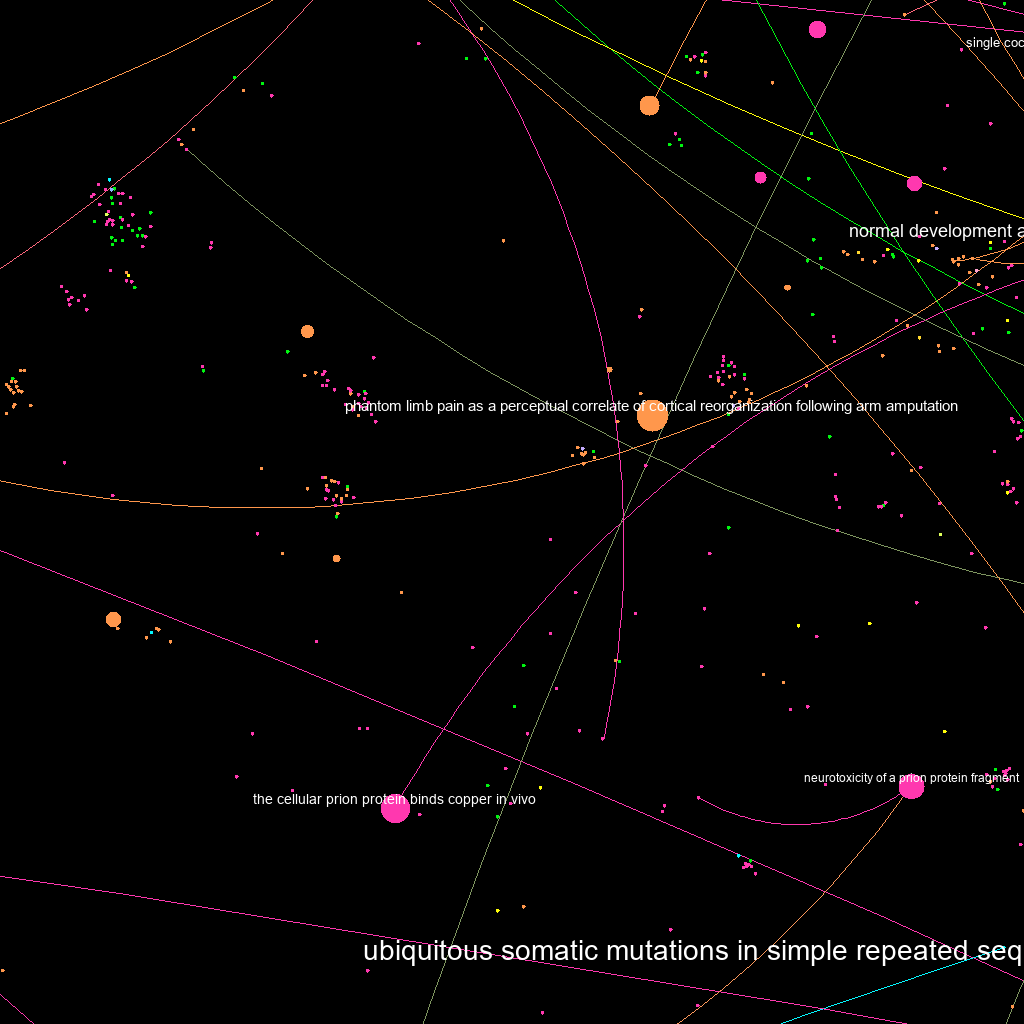 single coc
normal development a
phantom limb pain as a perceptual correlate of cortical reorganization following arm amputation
neurotoxicity of a prion protein fragment
the cellular prion protein binds copper in vivo
ubiquitous somatic mutations in simple repeated seq